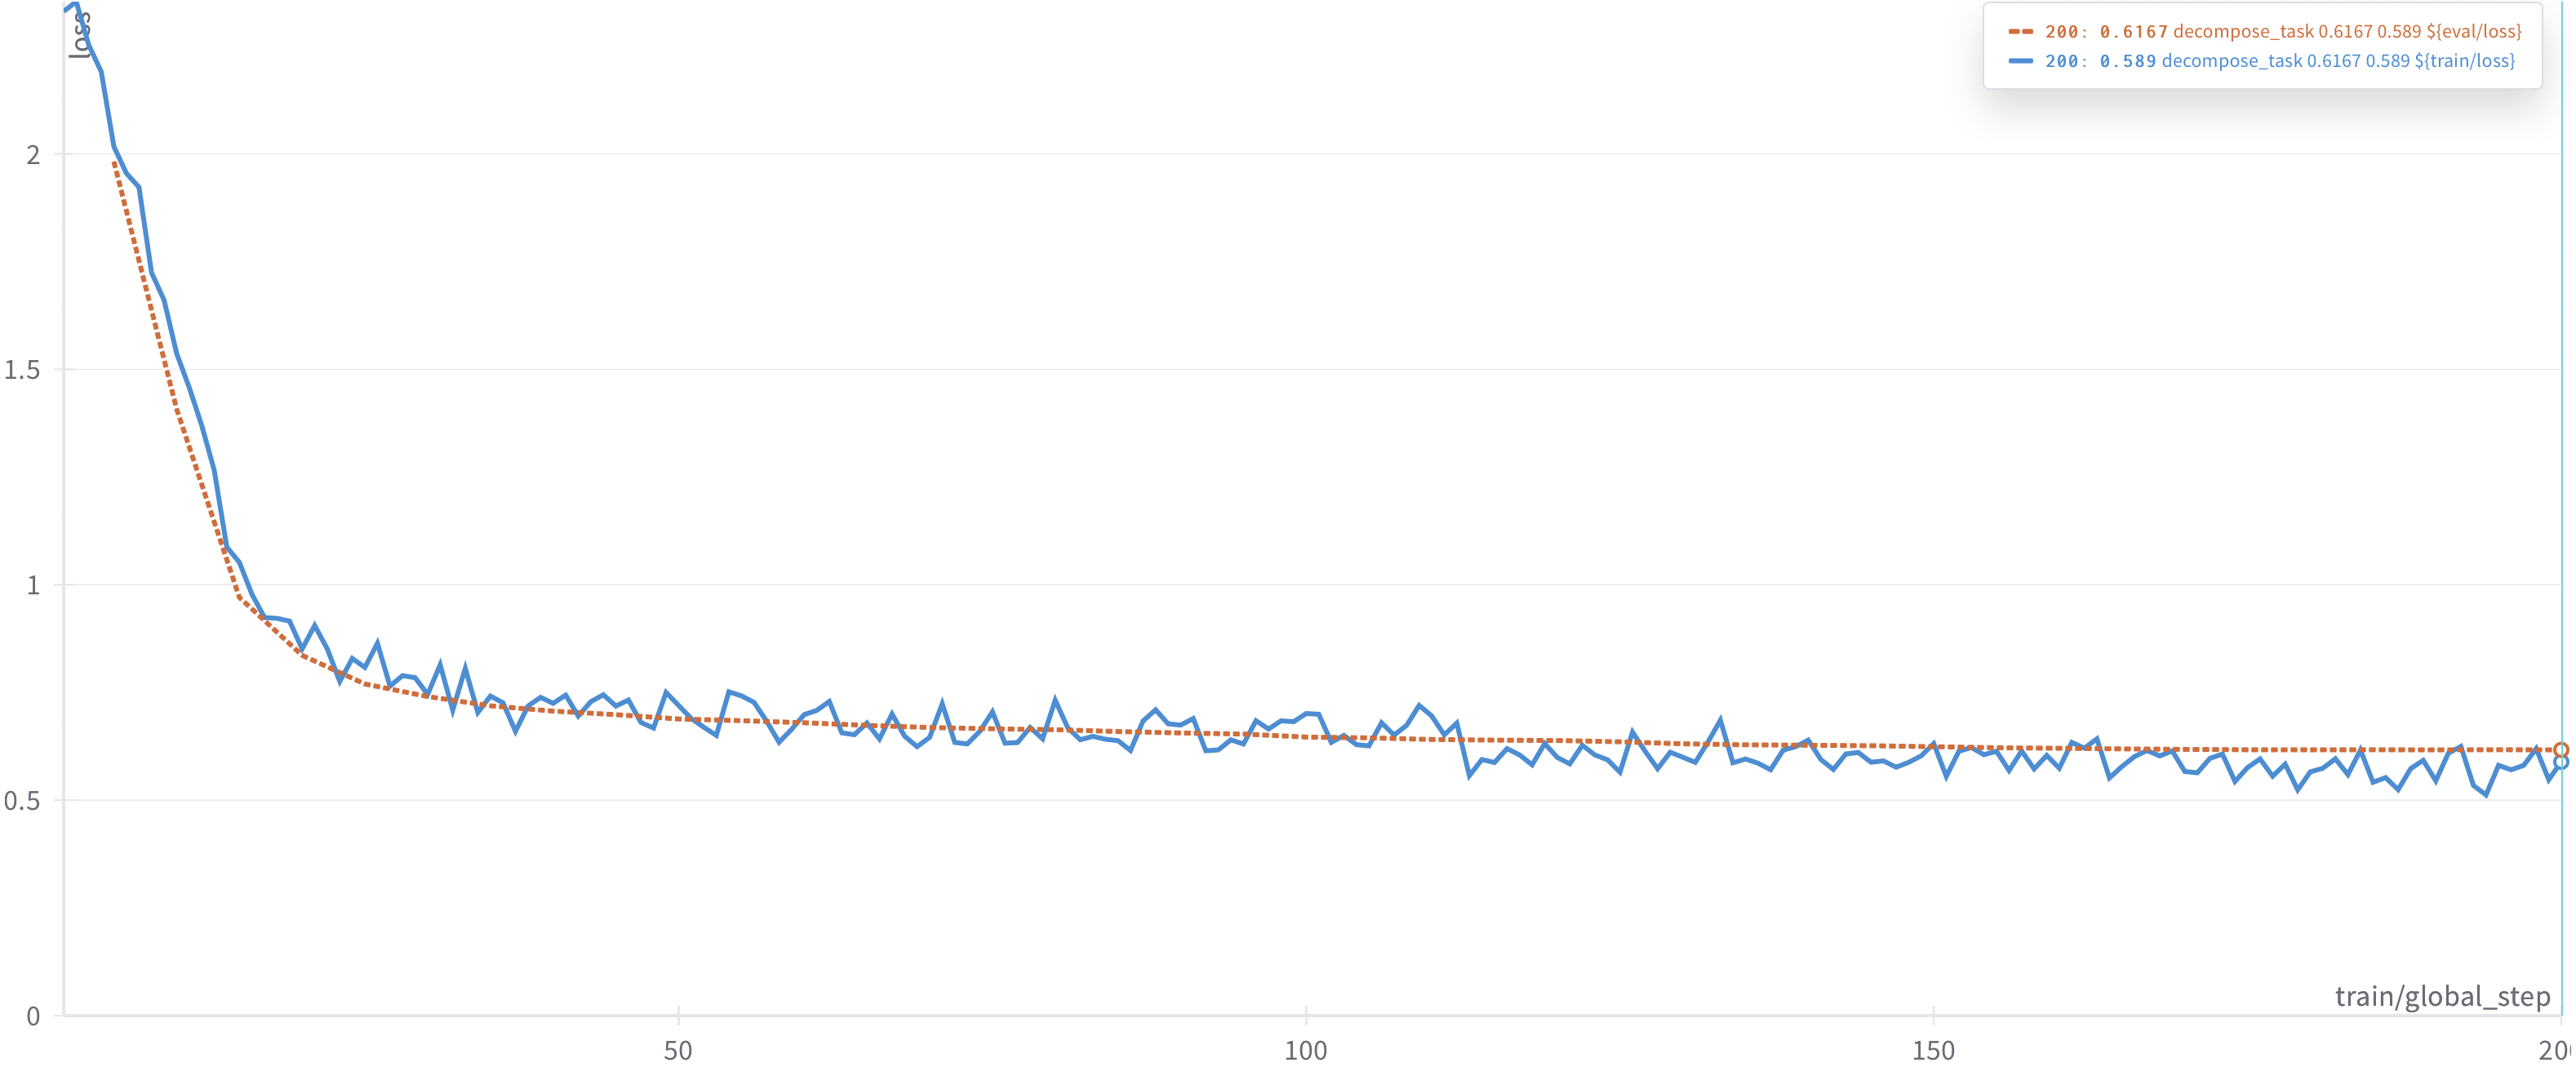 loss
200: 0.6167 decompose_task 0.6167 0.589 ${eval/loss}
200: 0.589 decompose_task 0.6167 0.589 ${train/loss}
2
1.5
1
0.5
0
train/global_step
50
100
150
20